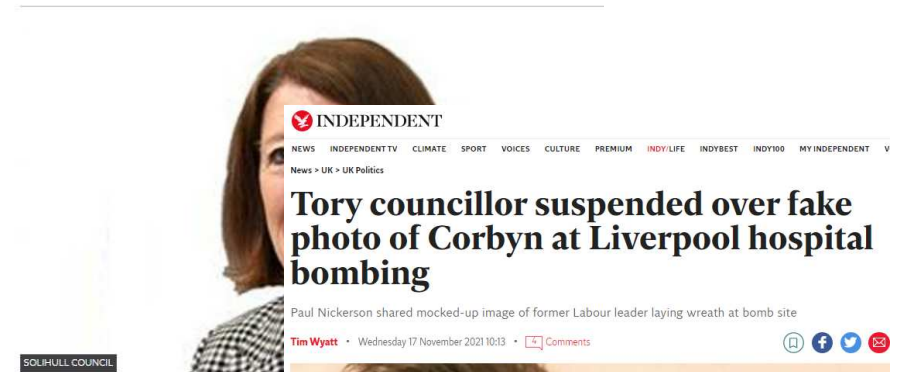 INDEPENDENT
NEWS INDEPENDENT TV CLIMATE SPORT VOICES CULTURE PREMIUM INDY/LIFE INDYBEST INDY100 MY INDEPENDENT V
News > UK > UK Politics
Tory councillor suspended over fake
photo of Corbyn at Liverpool hospital
bombing
Paul Nickerson shared mocked-up image of former Labour leader laying wreath at bomb site
Tim Wyatt • Wednesday 17 November 2021 10:13 • 4 Comments
SOLIHULL COUNCIL